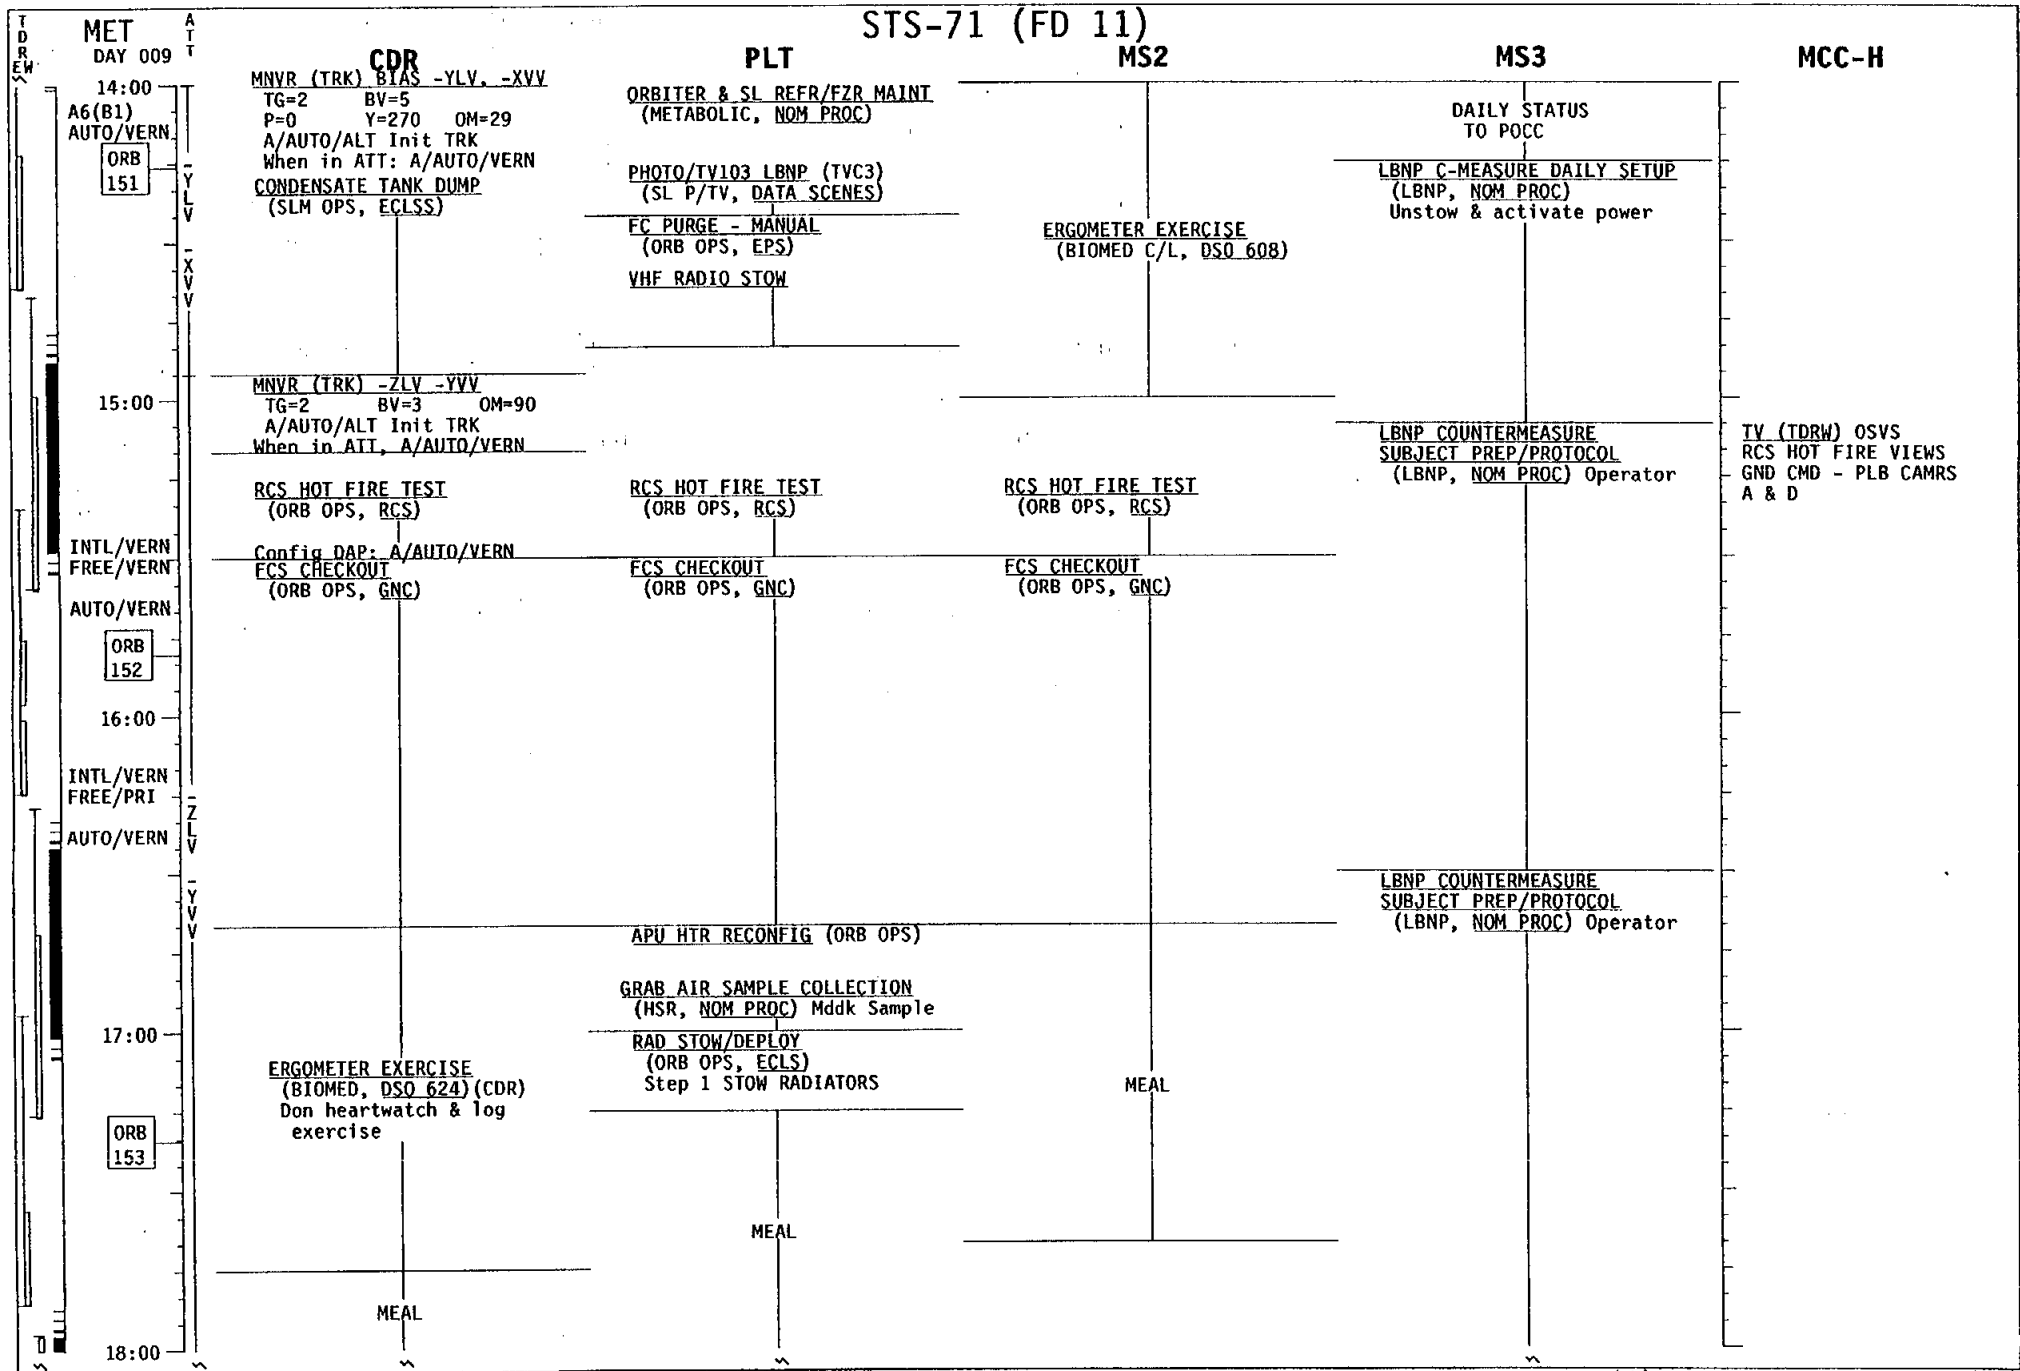 STS-71 (FD 11)
T D R E W
MET
DAY 009
A T T
CDR
PLT
MS2
MS3
MCC-H
14:00
A6(B1)
AUTO/VERN
ORB
151
-YLV
-XVV
15:00
INTL/VERN
FREE/VERN
AUTO/VERN
ORB
152
16:00
INTL/VERN
FREE/PRI
AUTO/VERN
-ZLV
-YVV
17:00
ORB
153
18:00
MNVR (TRK) BIAS -YLV, -XVV
TG=2 BV=5
P=0 Y=270 OM=29
A/AUTO/ALT Init TRK
When in ATT: A/AUTO/VERN
CONDENSATE TANK DUMP
(SLM OPS, ECLSS)
MNVR (TRK) -ZLV -YVV
TG=2 BV=3 OM=90
A/AUTO/ALT Init TRK
When in ATT, A/AUTO/VERN
RCS HOT FIRE TEST
(ORB OPS, RCS)
Config DAP: A/AUTO/VERN
FCS CHECKOUT
(ORB OPS, GNC)
ERGOMETER EXERCISE
(BIOMED, DSO 624)(CDR)
Don heartwatch & log
exercise
MEAL
ORBITER & SL REFR/FZR MAINT
(METABOLIC, NOM PROC)
PHOTO/TV103 LBNP (TVC3)
(SL P/TV, DATA SCENES)
FC PURGE - MANUAL
(ORB OPS, EPS)
VHF RADIO STOW
RCS HOT FIRE TEST
(ORB OPS, RCS)
FCS CHECKOUT
(ORB OPS, GNC)
APU HTR RECONFIG (ORB OPS)
GRAB AIR SAMPLE COLLECTION
(HSR, NOM PROC) Mddk Sample
RAD STOW/DEPLOY
(ORB OPS, ECLS)
Step 1 STOW RADIATORS
MEAL
ERGOMETER EXERCISE
(BIOMED C/L, DSO 608)
RCS HOT FIRE TEST
(ORB OPS, RCS)
FCS CHECKOUT
(ORB OPS, GNC)
MEAL
DAILY STATUS
TO POCC
LBNP C-MEASURE DAILY SETUP
(LBNP, NOM PROC)
Unstow & activate power
LBNP COUNTERMEASURE
SUBJECT PREP/PROTOCOL
(LBNP, NOM PROC) Operator
LBNP COUNTERMEASURE
SUBJECT PREP/PROTOCOL
(LBNP, NOM PROC) Operator
TV (TDRW) OSVS
RCS HOT FIRE VIEWS
GND CMD - PLB CAMRS
A & D